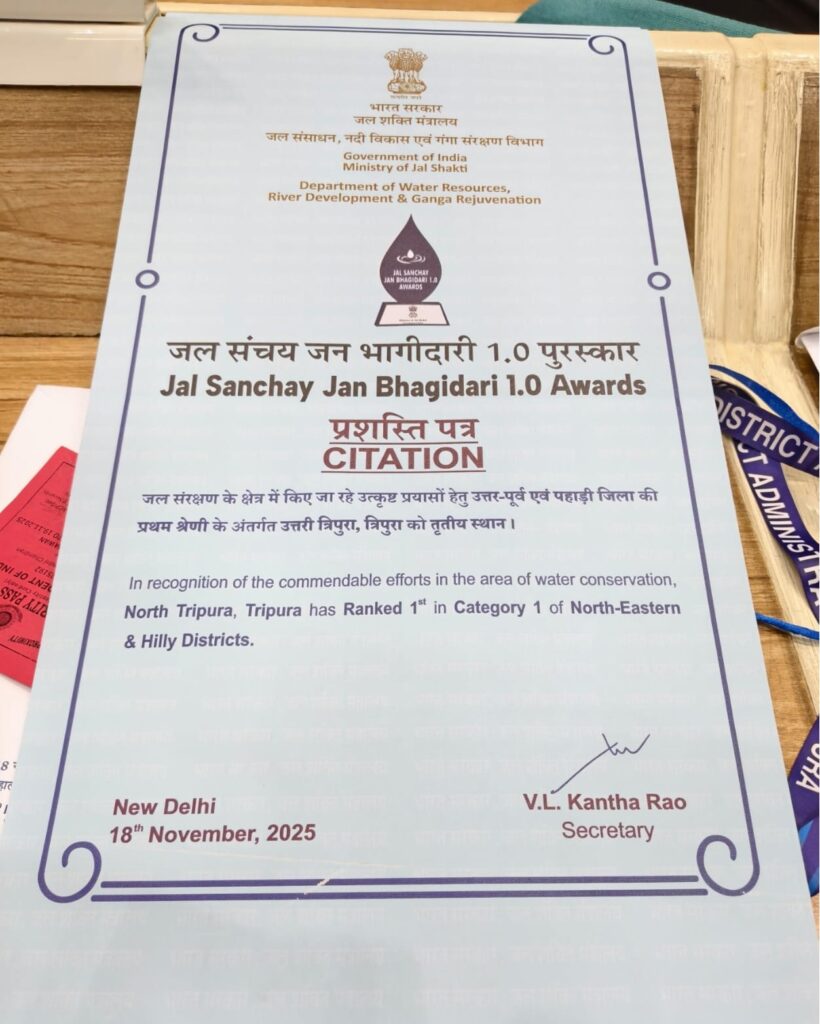 भारत सरकार
जल शक्ति मंत्रालय
जल संसाधन, नदी विकास एवं गंगा संरक्षण विभाग
Government of India
Ministry of Jal Shakti
Department of Water Resources,
River Development & Ganga Rejuvenation
JAL SANCHAY
JAN BHAGIDARI 1.0
AWARDS
जल संचय जन भागीदारी 1.0 पुरस्कार
Jal Sanchay Jan Bhagidari 1.0 Awards
प्रशस्ति पत्र
CITATION
जल संरक्षण के क्षेत्र में किए जा रहे उत्कृष्ट प्रयासों हेतु उत्तर-पूर्व एवं पहाड़ी जिला की
प्रथम श्रेणी के अंतर्गत उत्तरी त्रिपुरा, त्रिपुरा को तृतीय स्थान।
In recognition of the commendable efforts in the area of water conservation,
North Tripura, Tripura has Ranked 1st in Category 1 of North-Eastern
& Hilly Districts.
New Delhi
18th November, 2025
V.L. Kantha Rao
Secretary
DISTRICT
CT ADMINISTRA